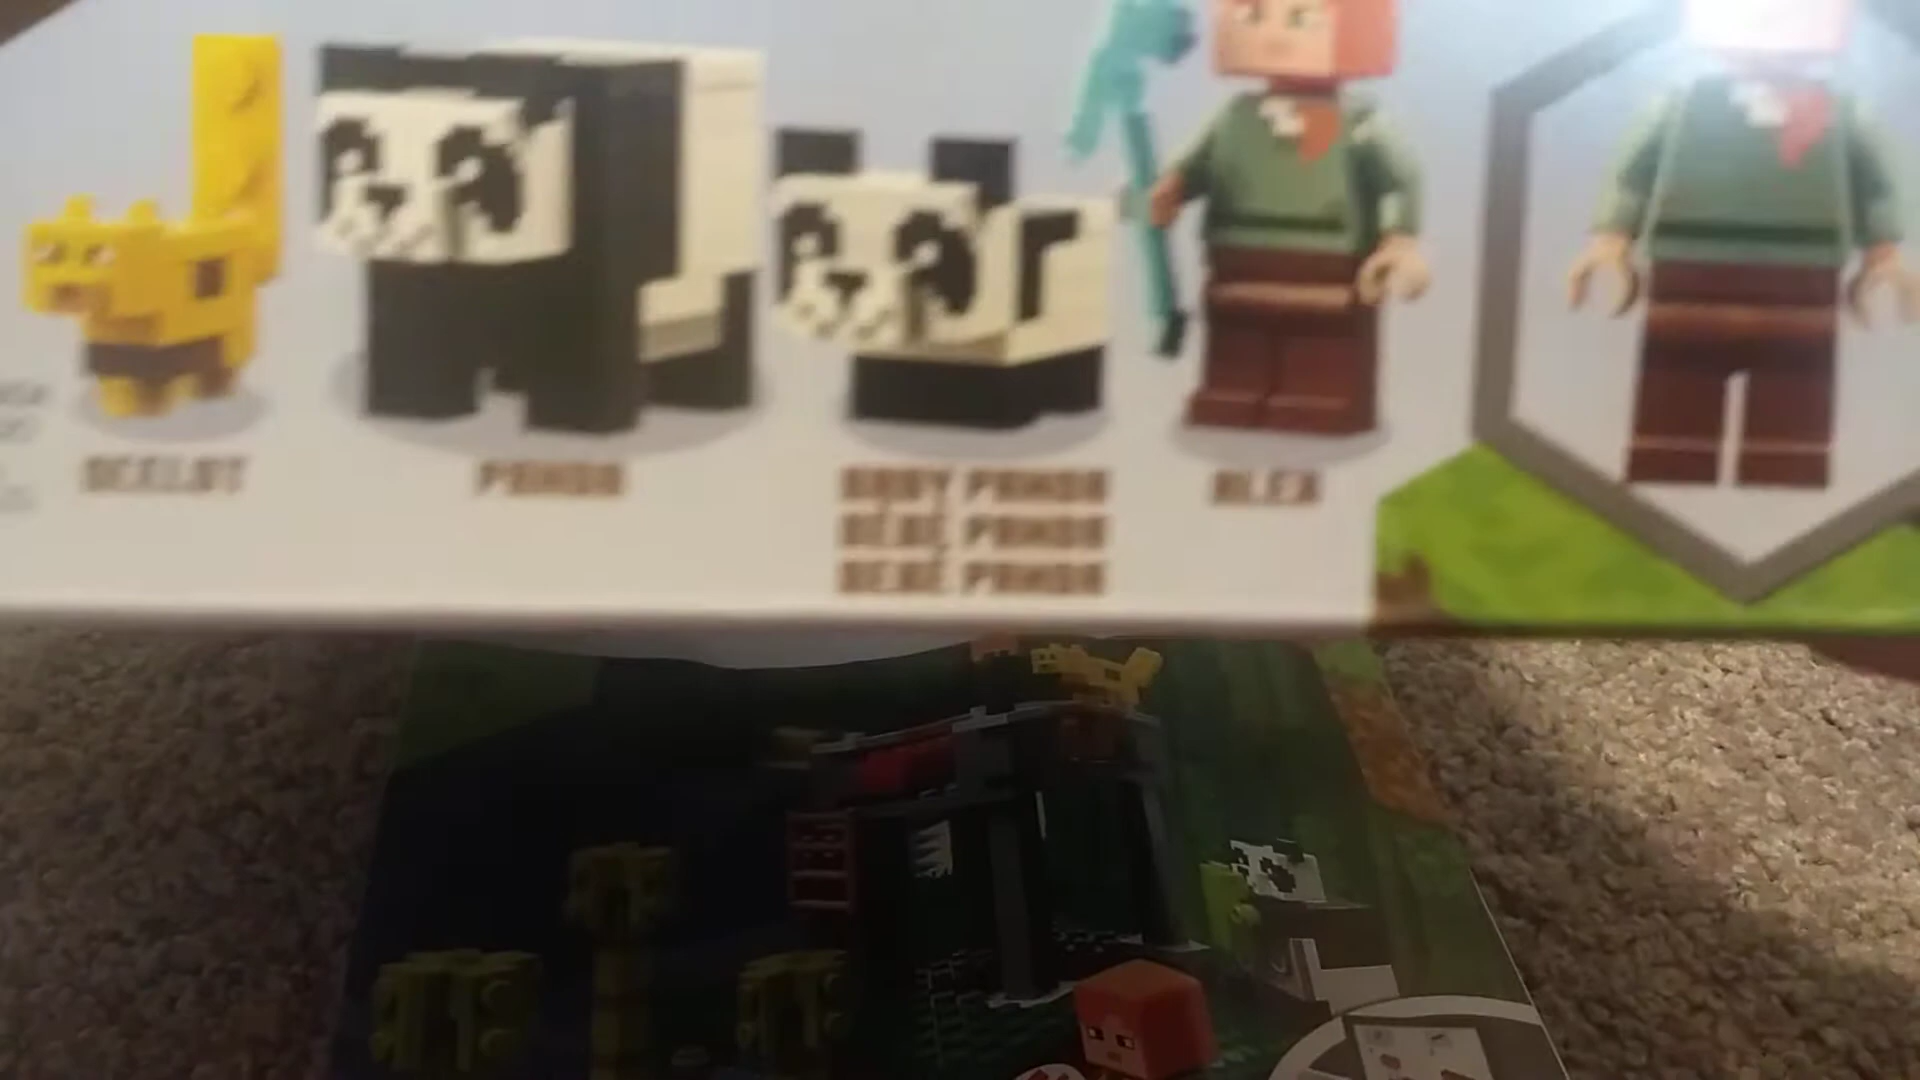 OCELOT
PANDA
BABY PANDA
BÉBÉ PANDA
BEBÉ PANDA
ALEX